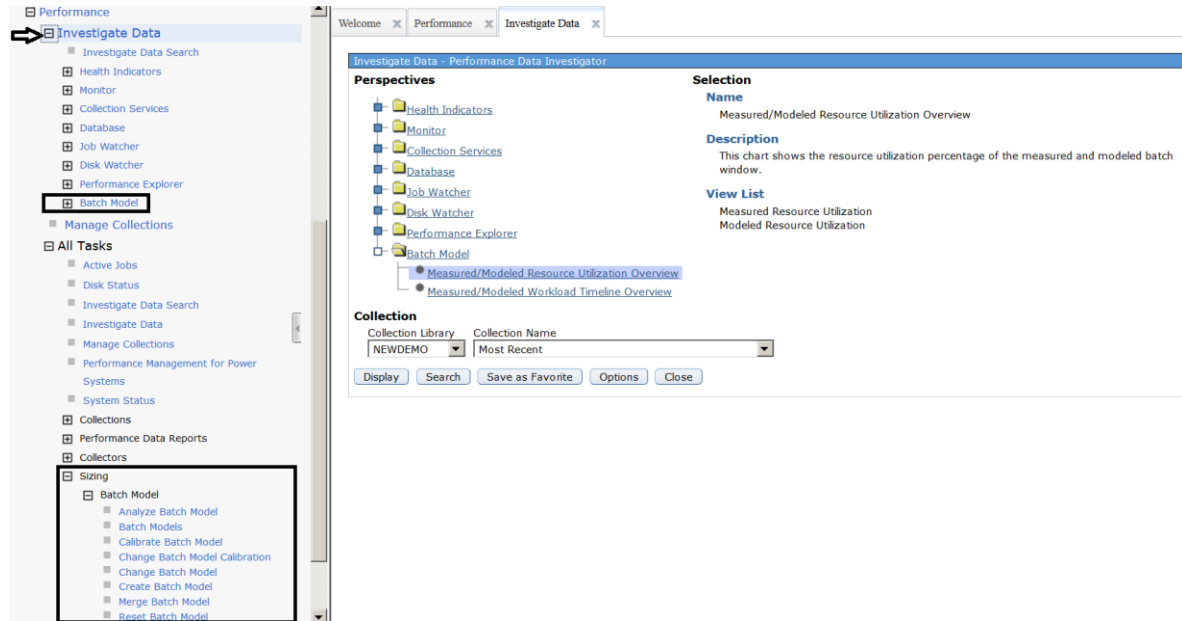 Performance
Investigate Data
Investigate Data Search
Health Indicators
Monitor
Collection Services
Database
Job Watcher
Disk Watcher
Performance Explorer
Batch Model
Manage Collections
All Tasks
Active Jobs
Disk Status
Investigate Data Search
Investigate Data
Manage Collections
Performance Management for Power
Systems
System Status
Collections
Performance Data Reports
Collectors
Sizing
Batch Model
Analyze Batch Model
Batch Models
Calibrate Batch Model
Change Batch Model Calibration
Change Batch Model
Create Batch Model
Merge Batch Model
Reset Batch Model
Welcome Performance Investigate Data
Investigate Data - Performance Data Investigator
Perspectives
Health Indicators
Monitor
Collection Services
Database
Job Watcher
Disk Watcher
Performance Explorer
Batch Model
Measured/Modeled Resource Utilization Overview
Measured/Modeled Workload Timeline Overview
Selection
Name
Measured/Modeled Resource Utilization Overview
Description
This chart shows the resource utilization percentage of the measured and modeled batch
window.
View List
Measured Resource Utilization
Modeled Resource Utilization
Collection
Collection Library Collection Name
NEWDEMO Most Recent
Display Search Save as Favorite Options Close